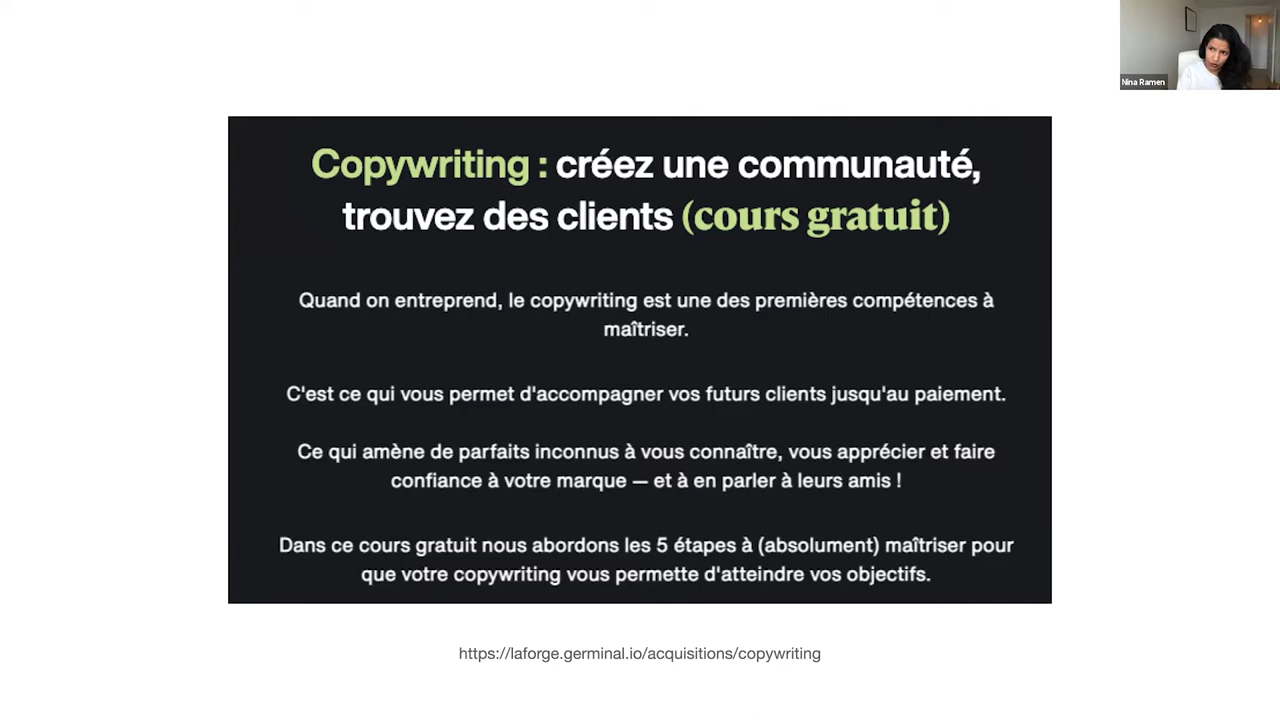 Nina Ramen
Copywriting : créez une communauté,
trouvez des clients (cours gratuit)
Quand on entreprend, le copywriting est une des premières compétences à
maîtriser.
C'est ce qui vous permet d'accompagner vos futurs clients jusqu'au paiement.
Ce qui amène de parfaits inconnus à vous connaître, vous apprécier et faire
confiance à votre marque — et à en parler à leurs amis !
Dans ce cours gratuit nous abordons les 5 étapes à (absolument) maîtriser pour
que votre copywriting vous permette d'atteindre vos objectifs.
https://laforge.germinal.io/acquisitions/copywriting